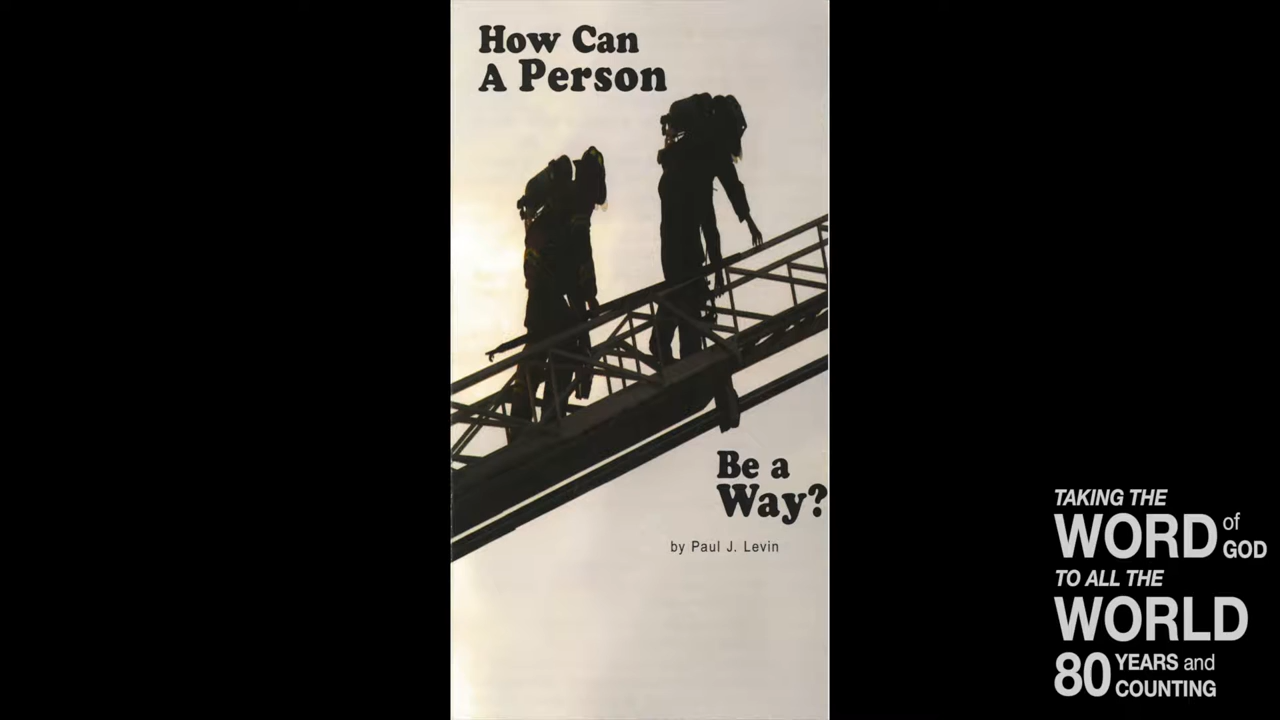 How Can
A Person
Be a
Way?
by Paul J. Levin
TAKING THE
WORD of
GOD
TO ALL THE
WORLD
80 YEARS and
COUNTING